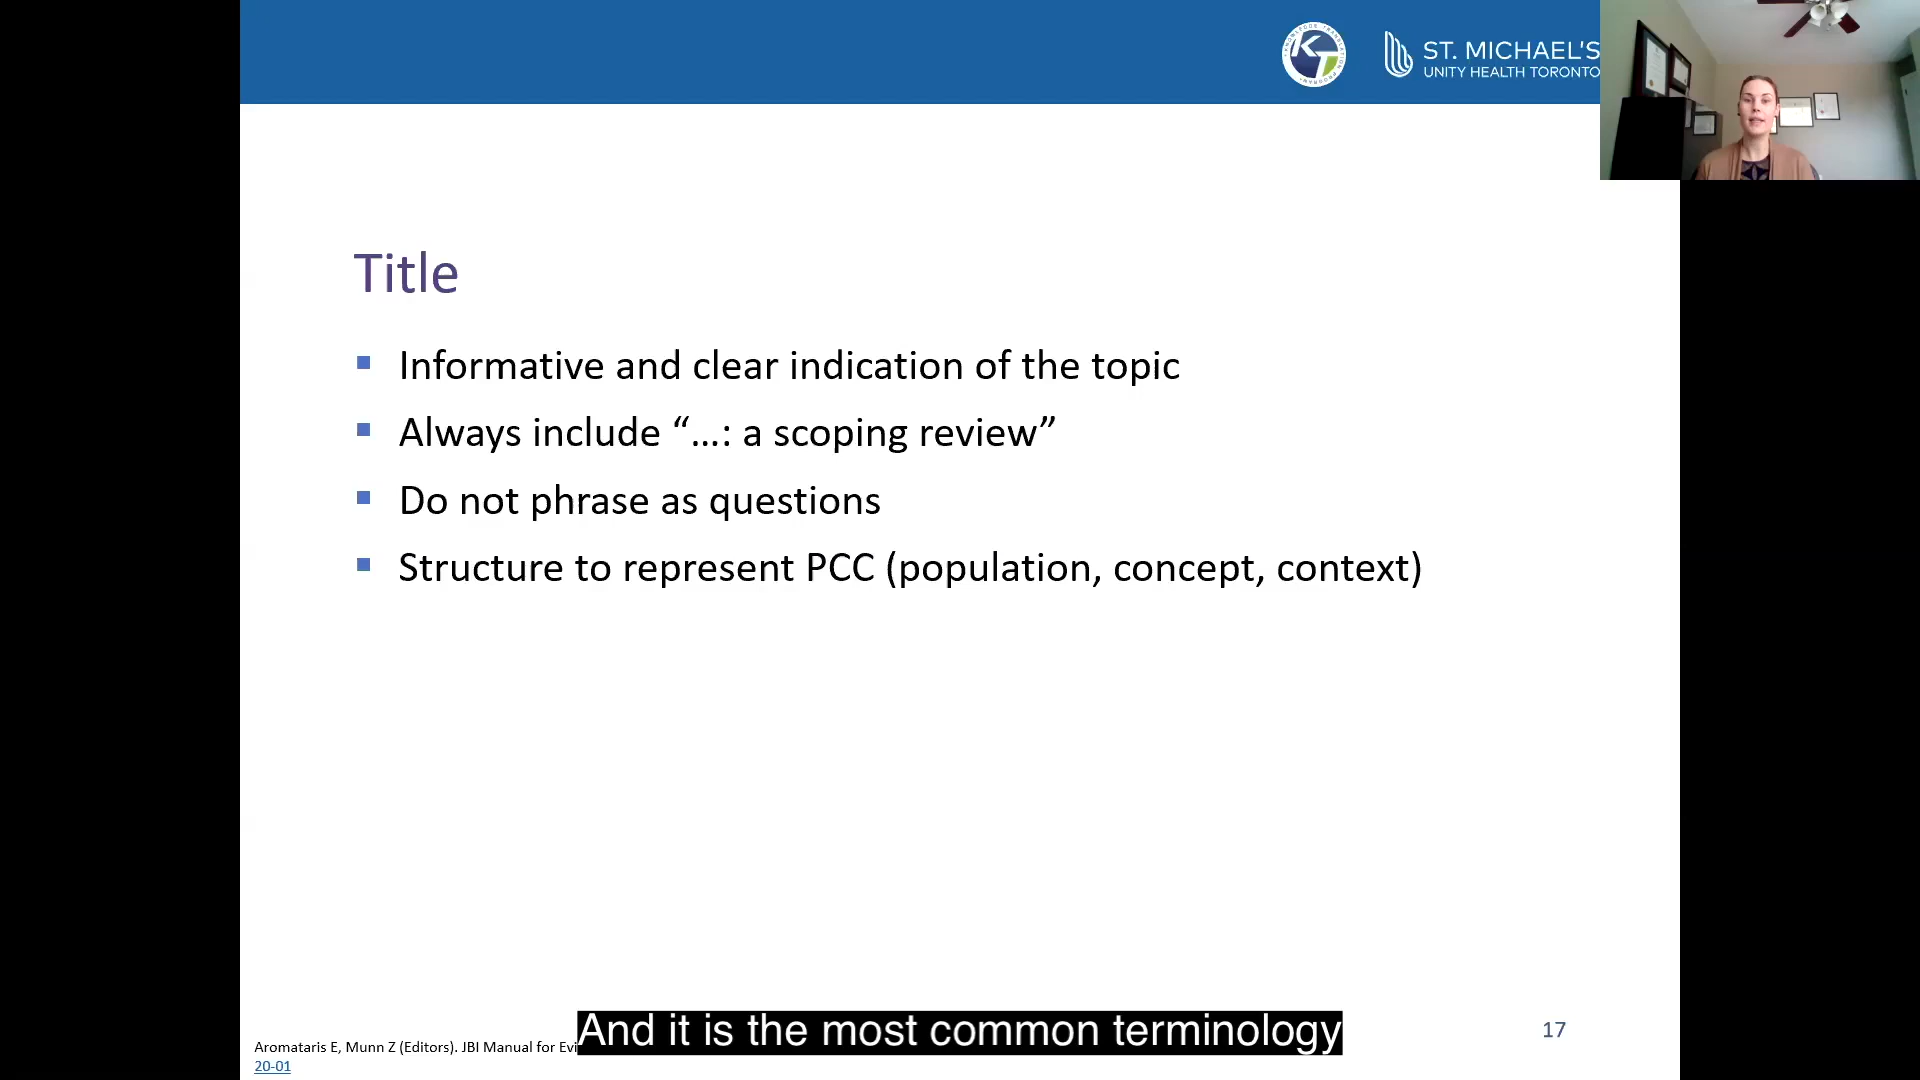 ST. MICHAEL'S
UNITY HEALTH TORONTO
Title
Informative and clear indication of the topic
Always include “...: a scoping review”
Do not phrase as questions
Structure to represent PCC (population, concept, context)
And it is the most common terminology
17
Aromataris E, Munn Z (Editors). JBI Manual for Evi
20-01